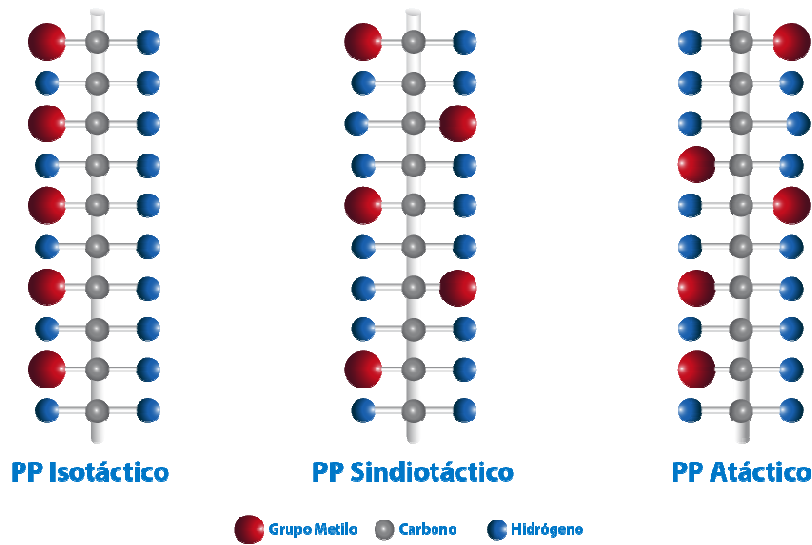 PP Isotáctico
PP Sindiotáctico
PP Atáctico
Grupo Metilo
Carbono
Hidrógeno